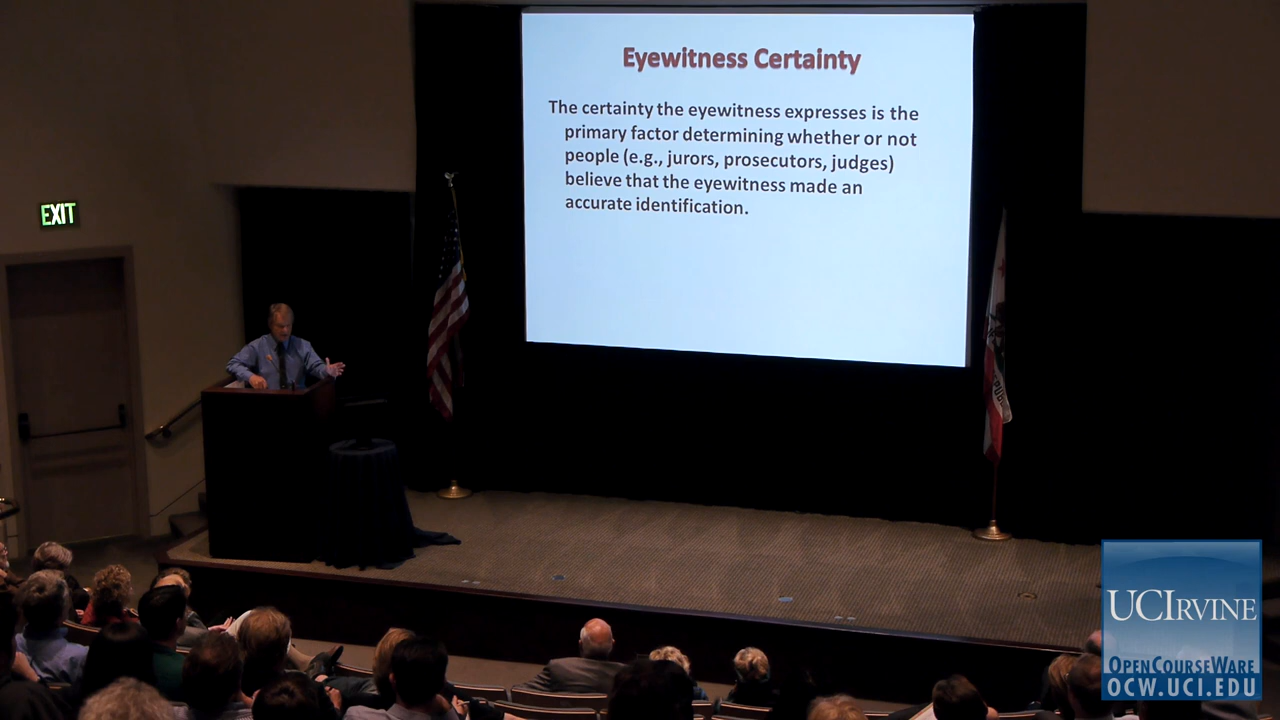 Eyewitness Certainty
The certainty the eyewitness expresses is the
primary factor determining whether or not
people (e.g., jurors, prosecutors, judges)
believe that the eyewitness made an
accurate identification.
EXIT
UCIRVINE
OPENCOURSEWARE
OCW.UCI.EDU